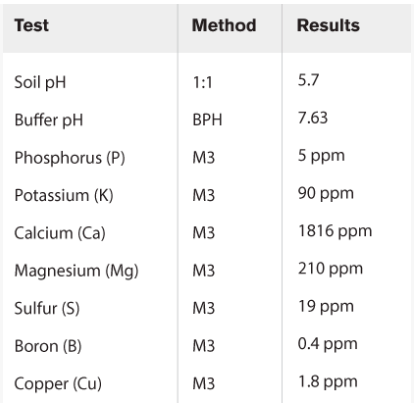 Test Method Results
Soil pH 1:1 5.7
Buffer pH BPH 7.63
Phosphorus (P) M3 5 ppm
Potassium (K) M3 90 ppm
Calcium (Ca) M3 1816 ppm
Magnesium (Mg) M3 210 ppm
Sulfur (S) M3 19 ppm
Boron (B) M3 0.4 ppm
Copper (Cu) M3 1.8 ppm